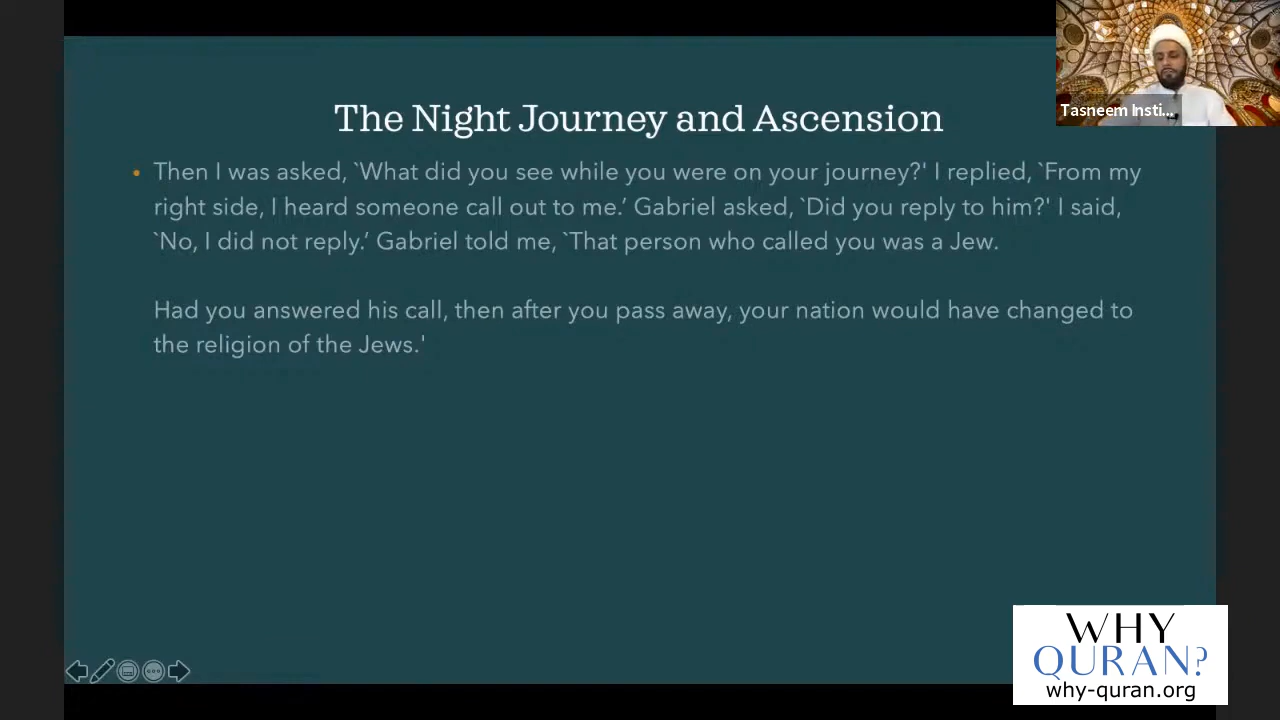 Tasneem Insti...
The Night Journey and Ascension
• Then I was asked, `What did you see while you were on your journey?' I replied, `From my
right side, I heard someone call out to me.’ Gabriel asked, `Did you reply to him?' I said,
`No, I did not reply.’ Gabriel told me, `That person who called you was a Jew.
Had you answered his call, then after you pass away, your nation would have changed to
the religion of the Jews.'
WHY
QURAN?
why-quran.org